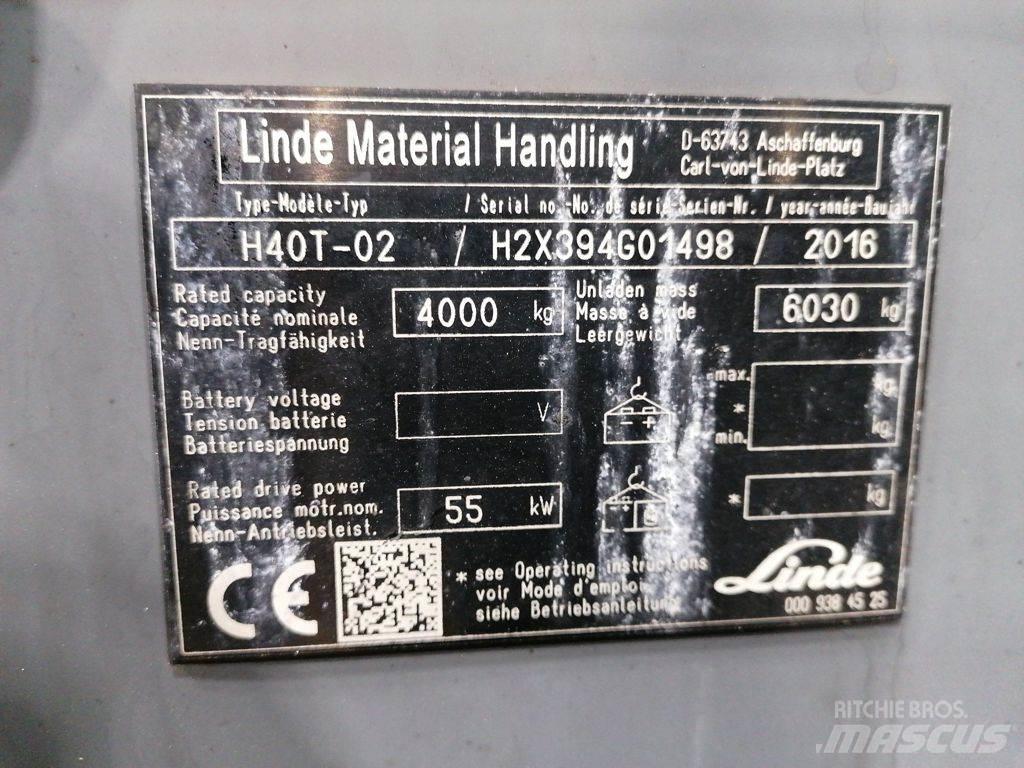 Linde Material Handling
D-63743 Aschaffenburg
Carl-von-Linde-Platz
Type-Modèle-Typ / Serial no.-No. de série-Serien-Nr. / year-année-Baujahr
H40T-02 / H2X394G01498 / 2016
Rated capacity
Capacité nominale
Nenn-Tragfähigkeit
4000 kg
Unladen mass
Masse à vide
Leergewicht
6030 kg
Battery voltage
Tension batterie
Batteriespannung
V
- +
max. kg
*
min. kg
Rated drive power
Puissance motr.nom.
Nenn-Antriebsleist.
55 kW
* kg
CE
* see Operating instructions
voir Mode d'emploi
siehe Betriebsanleitung
Linde
000 938 45 25
RITCHIE BROS.
MASCUS